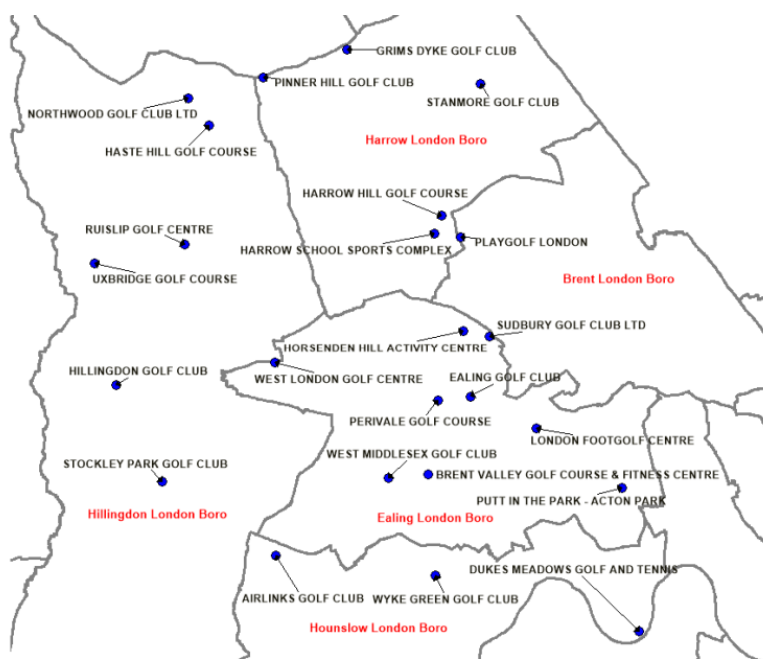 GRIMS DYKE GOLF CLUB
PINNER HILL GOLF CLUB
STANMORE GOLF CLUB
NORTHWOOD GOLF CLUB LTD
Harrow London Boro
HASTE HILL GOLF COURSE
HARROW HILL GOLF COURSE
RUISLIP GOLF CENTRE
HARROW SCHOOL SPORTS COMPLEX
PLAYGOLF LONDON
UXBRIDGE GOLF COURSE
Brent London Boro
SUDBURY GOLF CLUB LTD
HORSENDEN HILL ACTIVITY CENTRE
HILLINGDON GOLF CLUB
WEST LONDON GOLF CENTRE
EALING GOLF CLUB
PERIVALE GOLF COURSE
LONDON FOOTGOLF CENTRE
WEST MIDDLESEX GOLF CLUB
STOCKLEY PARK GOLF CLUB
BRENT VALLEY GOLF COURSE & FITNESS CENTRE
PUTT IN THE PARK - ACTON PARK
Hillingdon London Boro
Ealing London Boro
DUKES MEADOWS GOLF AND TENNIS
AIRLINKS GOLF CLUB
WYKE GREEN GOLF CLUB
Hounslow London Boro